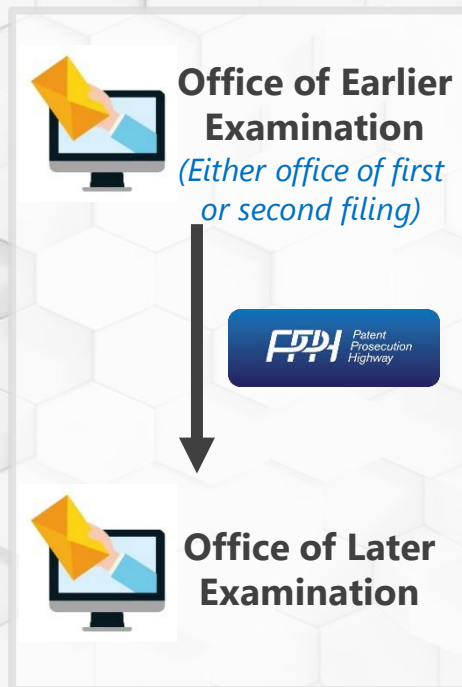 Office of Earlier
Examination
(Either office of first
or second filing)
PPH
Patent
Prosecution
Highway
Office of Later
Examination